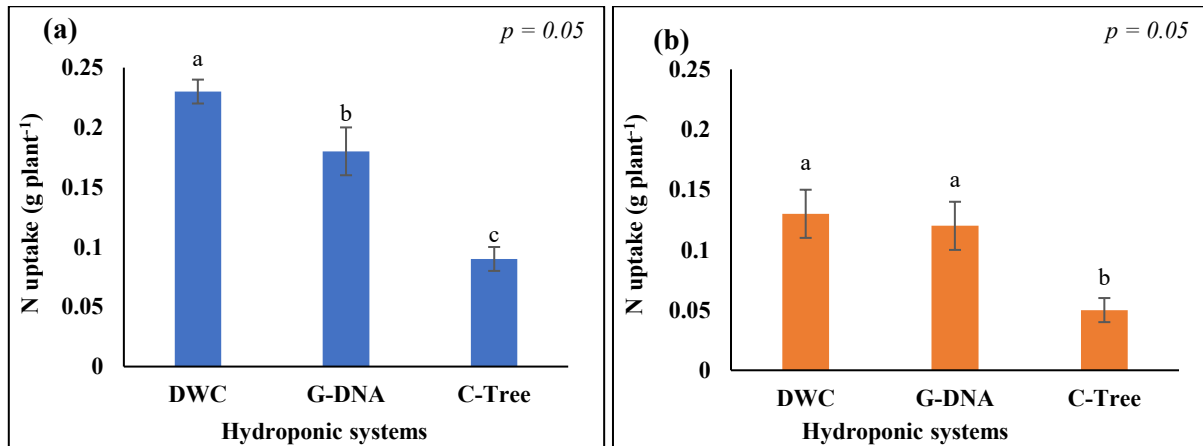 (a)
p = 0.05
N uptake (g plant-1)
0.25
0.2
0.15
0.1
0.05
0
a
b
c
DWC G-DNA C-Tree
Hydroponic systems
(b)
p = 0.05
N uptake (g plant-1)
0.25
0.2
0.15
0.1
0.05
0
a
a
b
DWC G-DNA C-Tree
Hydroponic systems